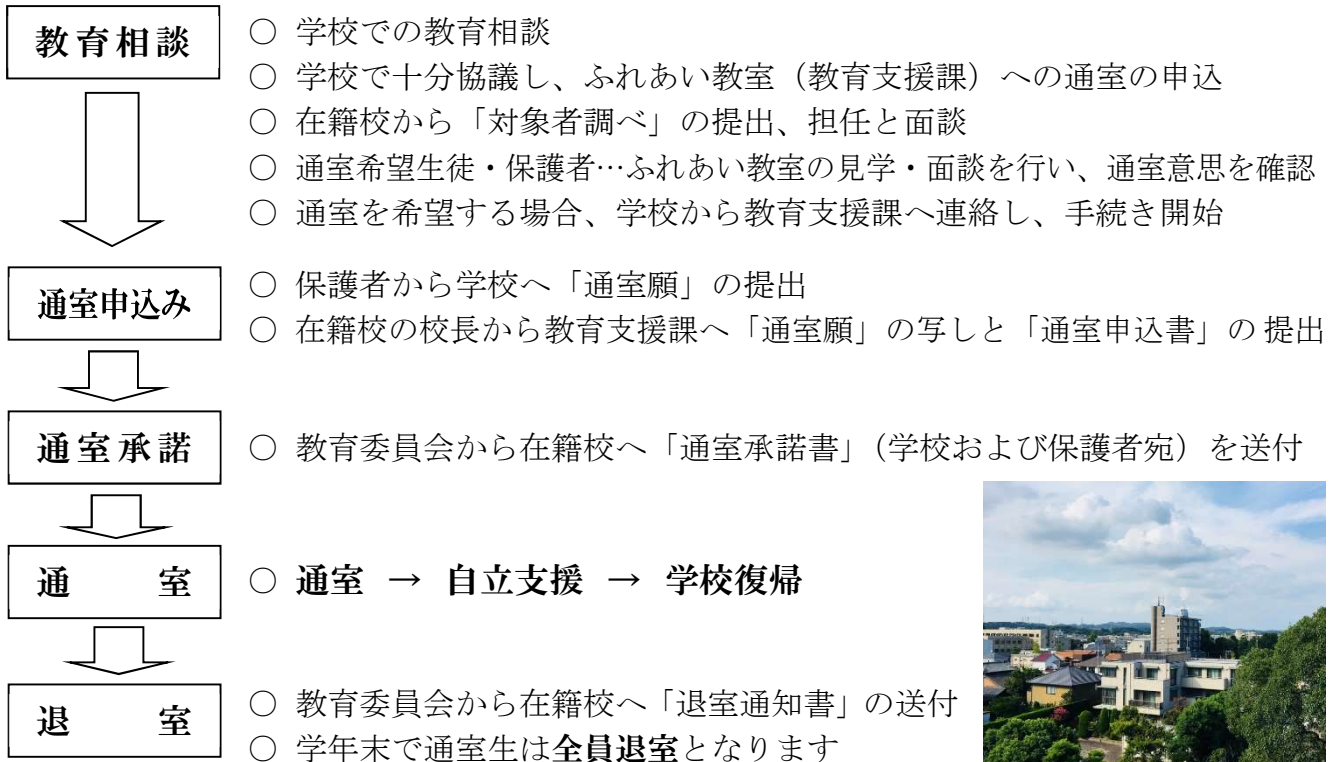 教育相談
○ 学校での教育相談
○ 学校で十分協議し、ふれあい教室（教育支援課）への通室の申込
○ 在籍校から「対象者調べ」の提出、担任と面談
○ 通室希望生徒・保護者…ふれあい教室の見学・面談を行い、通室意思を確認
○ 通室を希望する場合、学校から教育支援課へ連絡し、手続き開始
通室申込み
○ 保護者から学校へ「通室願」の提出
○ 在籍校の校長から教育支援課へ「通室願」の写しと「通室申込書」の 提出
通室承諾
○ 教育委員会から在籍校へ「通室承諾書」（学校および保護者宛）を送付
通 室
○ 通室 → 自立支援 → 学校復帰
退 室
○ 教育委員会から在籍校へ「退室通知書」の送付
○ 学年末で通室生は全員退室となります